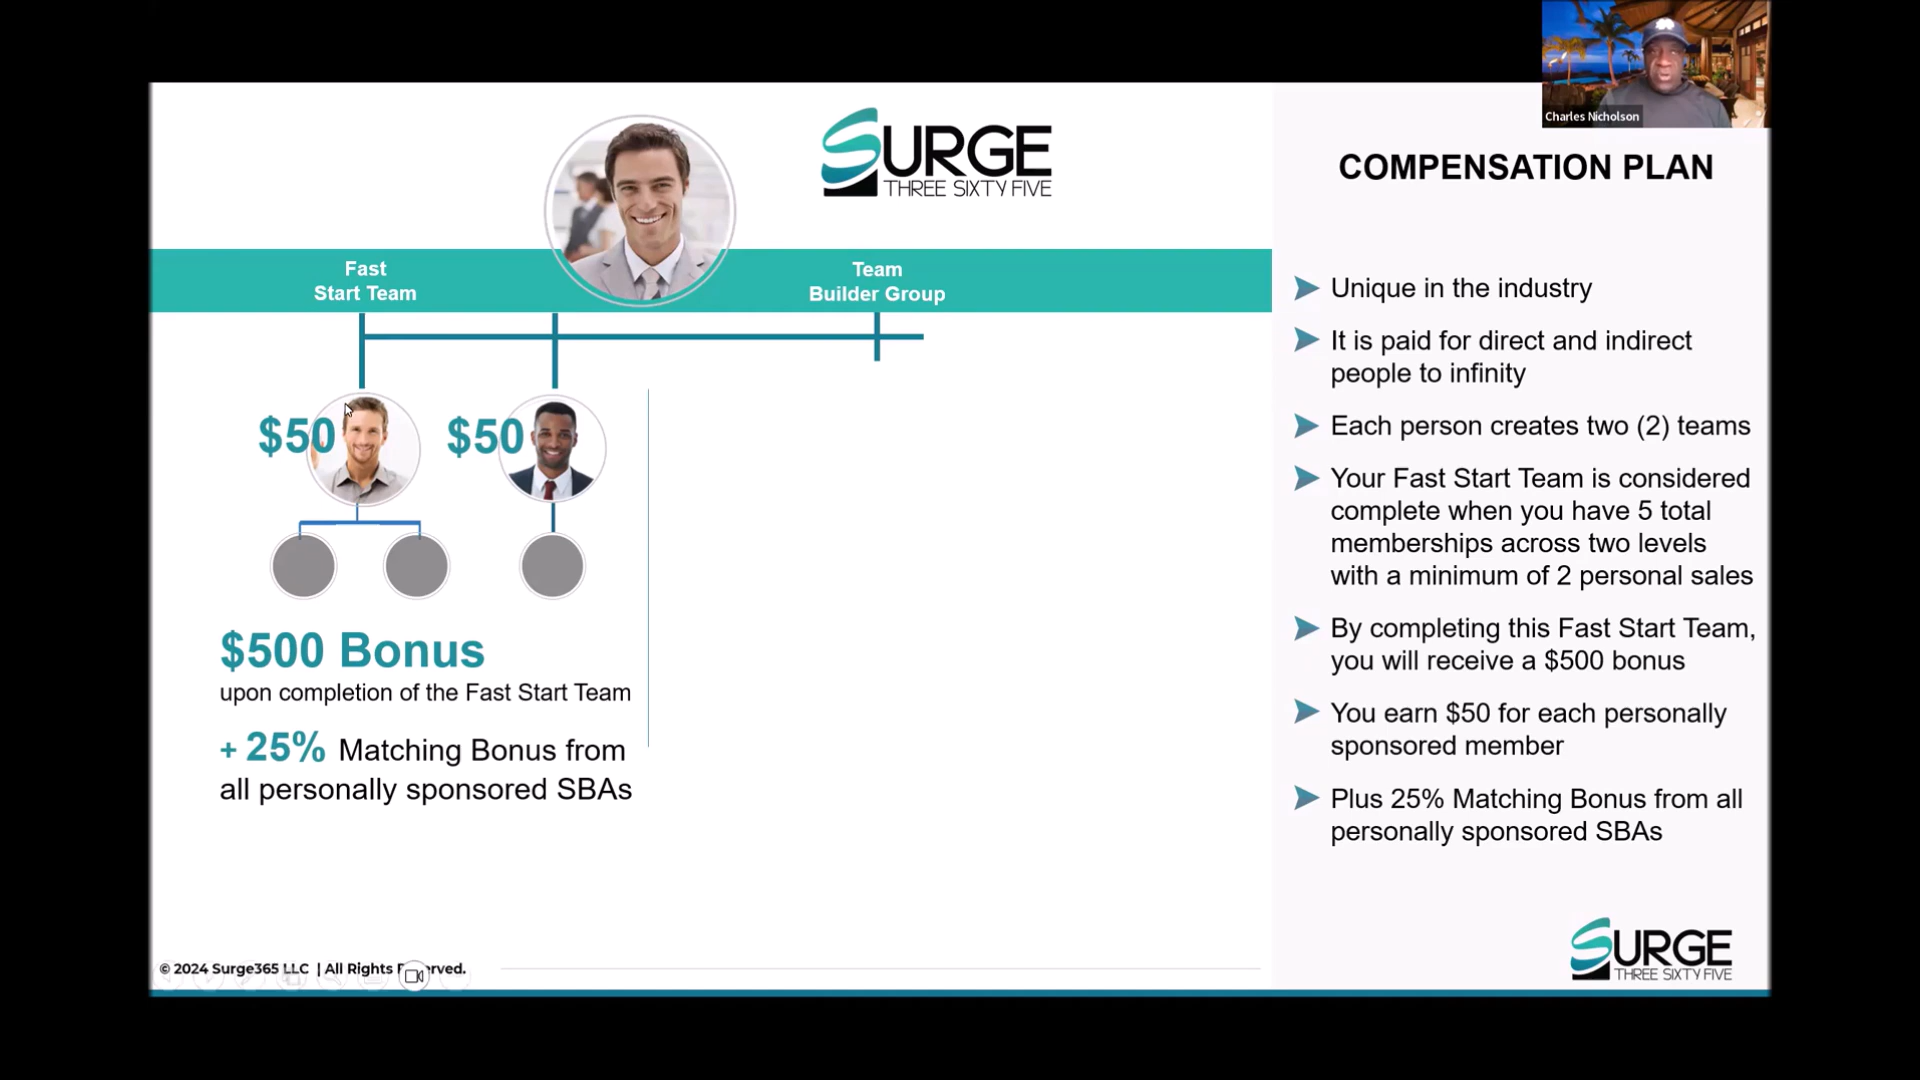 Charles Nicholson
SURGE
THREE SIXTY FIVE
COMPENSATION PLAN
Fast
Start Team
Team
Builder Group
$50
$50
$500 Bonus
upon completion of the Fast Start Team
+ 25% Matching Bonus from
all personally sponsored SBAs
Unique in the industry
It is paid for direct and indirect
people to infinity
Each person creates two (2) teams
Your Fast Start Team is considered
complete when you have 5 total
memberships across two levels
with a minimum of 2 personal sales
By completing this Fast Start Team,
you will receive a $500 bonus
You earn $50 for each personally
sponsored member
Plus 25% Matching Bonus from all
personally sponsored SBAs
SURGE
THREE SIXTY FIVE
© 2024 Surge365 LLC | All Rights Reserved.